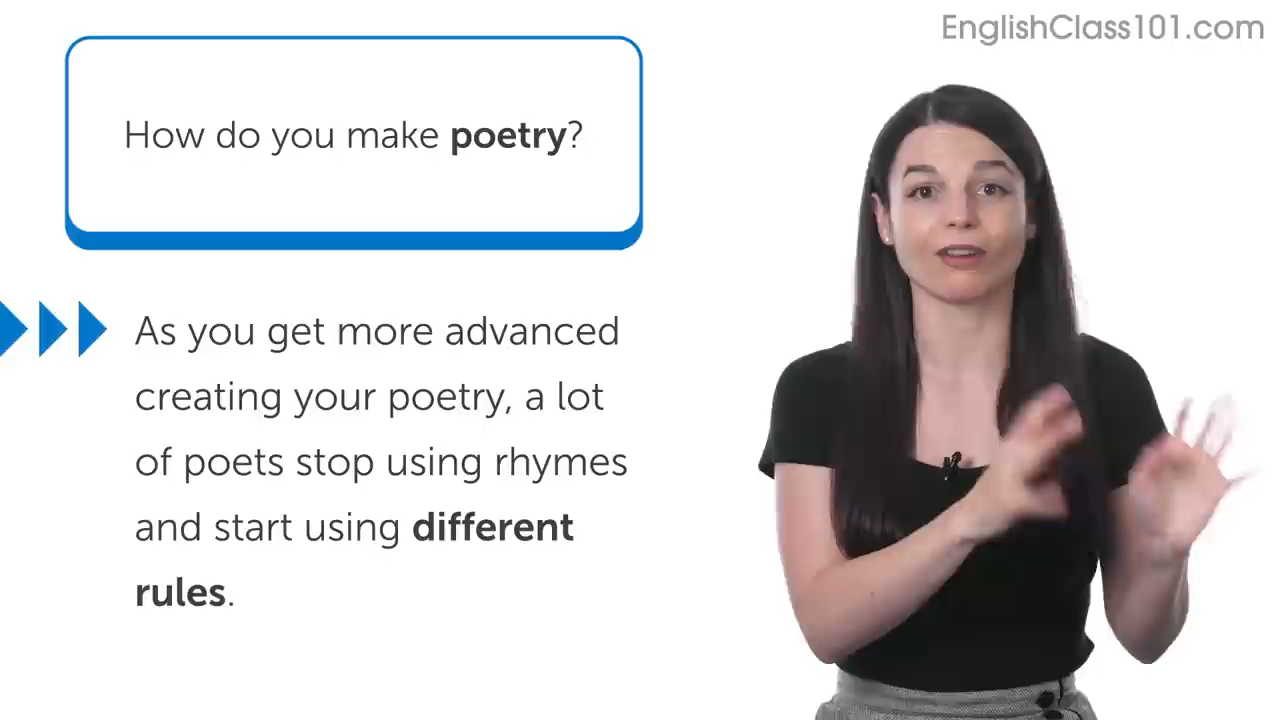 EnglishClass101.com
How do you make poetry?
As you get more advanced
creating your poetry, a lot
of poets stop using rhymes
and start using different
rules.